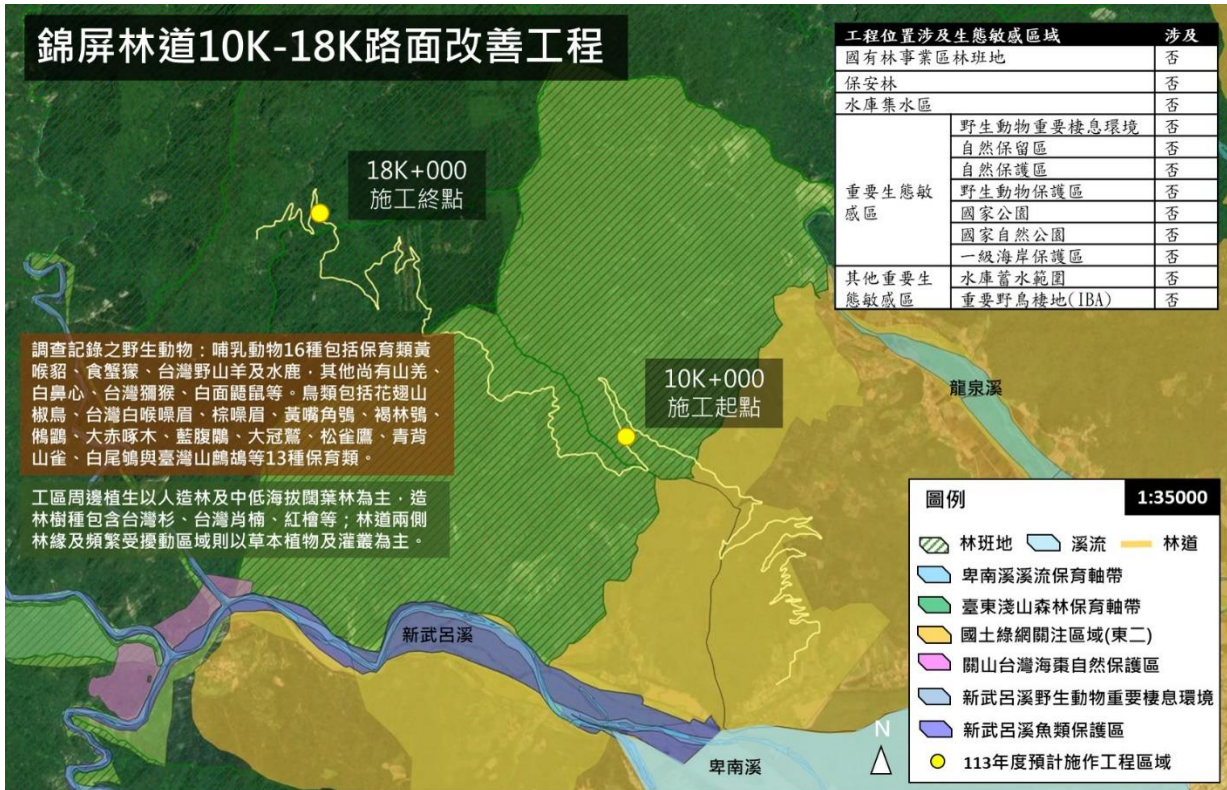 錦屏林道10K-18K路面改善工程
工程位置涉及生態敏感區域 涉及
國有林事業區林班地 否
保安林 否
水庫集水區 否
重要生態敏感區
野生動物重要棲息環境 否
自然保留區 否
自然保護區 否
野生動物保護區 否
國家公園 否
國家自然公園 否
一級海岸保護區 否
其他重要生態敏感區
水庫蓄水範圍 否
重要野鳥棲地(IBA) 否
18K+000
施工終點
調查記錄之野生動物：哺乳動物16種包括保育類黃
喉貂、食蟹獴、台灣野山羊及水鹿，其他尚有山羌、
白鼻心、台灣獼猴、白面鼯鼠等。鳥類包括花翅山
椒鳥、台灣白喉噪眉、棕噪眉、黃嘴角鴞、褐林鴞、
鵂鶹、大赤啄木、藍腹鷴、大冠鷲、松雀鷹、青背
山雀、白尾鴝與臺灣山鷓鴣等13種保育類。
10K+000
施工起點
龍泉溪
工區周邊植生以人造林及中低海拔闊葉林為主，造
林樹種包含台灣杉、台灣肖楠、紅檜等；林道兩側
林緣及頻繁受擾動區域則以草本植物及灌叢為主。
新武呂溪
卑南溪
N
圖例 1:35000
林班地 溪流 林道
卑南溪溪流保育軸帶
臺東淺山森林保育軸帶
國土綠網關注區域(東二)
關山台灣海棗自然保護區
新武呂溪野生動物重要棲息環境
新武呂溪魚類保護區
113年度預計施作工程區域